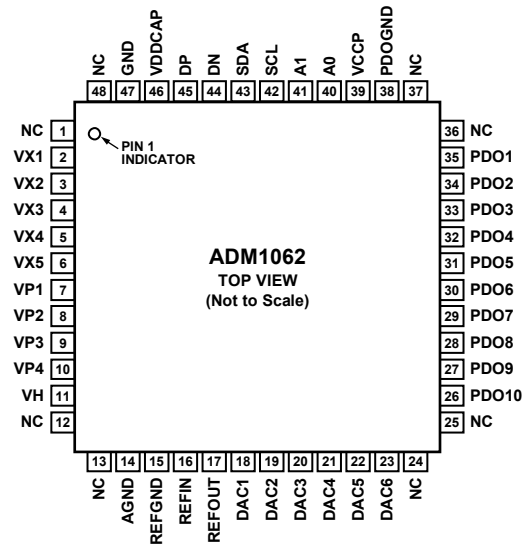 NC
GND
VDDCAP
DP
DN
SDA
SCL
A1
A0
VCCP
PDOGND
NC
48
47
46
45
44
43
42
41
40
39
38
37
NC 1
VX1 2
VX2 3
VX3 4
VX4 5
VX5 6
VP1 7
VP2 8
VP3 9
VP4 10
VH 11
NC 12
PIN 1
INDICATOR
ADM1062
TOP VIEW
(Not to Scale)
36 NC
35 PDO1
34 PDO2
33 PDO3
32 PDO4
31 PDO5
30 PDO6
29 PDO7
28 PDO8
27 PDO9
26 PDO10
25 NC
13
14
15
16
17
18
19
20
21
22
23
24
NC
AGND
REFGND
REFIN
REFOUT
DAC1
DAC2
DAC3
DAC4
DAC5
DAC6
NC